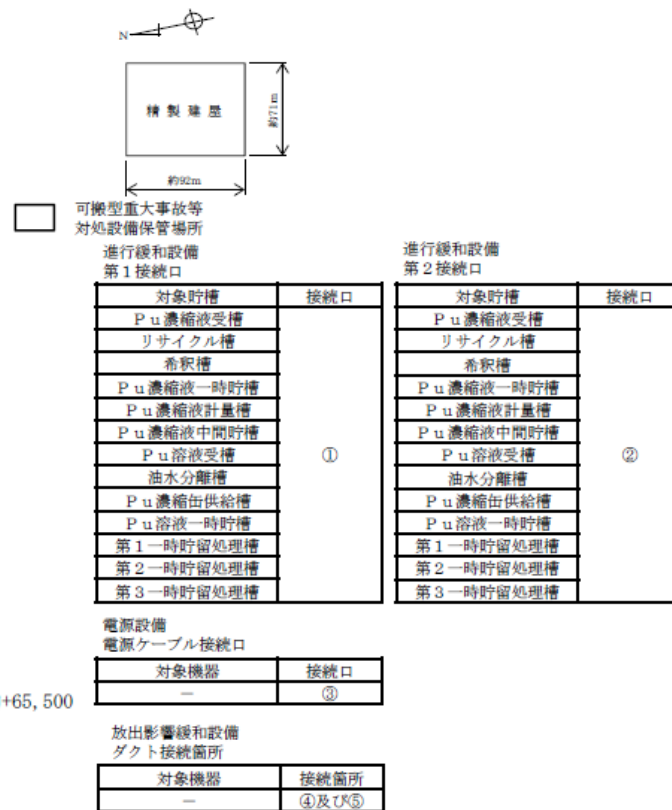 N
精製建屋
約71m
約92m
可搬型重大事故等
対処設備保管場所
進行緩和設備
第1接続口
対象貯槽 接続口
Pu濃縮液受槽
リサイクル槽
希釈槽
Pu濃縮液一時貯槽
Pu濃縮液計量槽
Pu濃縮液中間貯槽
Pu溶液受槽 ①
油水分離槽
Pu濃縮缶供給槽
Pu溶液一時貯槽
第1一時貯留処理槽
第2一時貯留処理槽
第3一時貯留処理槽
進行緩和設備
第2接続口
対象貯槽 接続口
Pu濃縮液受槽
リサイクル槽
希釈槽
Pu濃縮液一時貯槽
Pu濃縮液計量槽
Pu濃縮液中間貯槽
Pu溶液受槽 ②
油水分離槽
Pu濃縮缶供給槽
Pu溶液一時貯槽
第1一時貯留処理槽
第2一時貯留処理槽
第3一時貯留処理槽
電源設備
電源ケーブル接続口
対象機器 接続口
― ③
+65,500
放出影響緩和設備
ダクト接続箇所
対象機器 接続箇所
― ④及び⑤